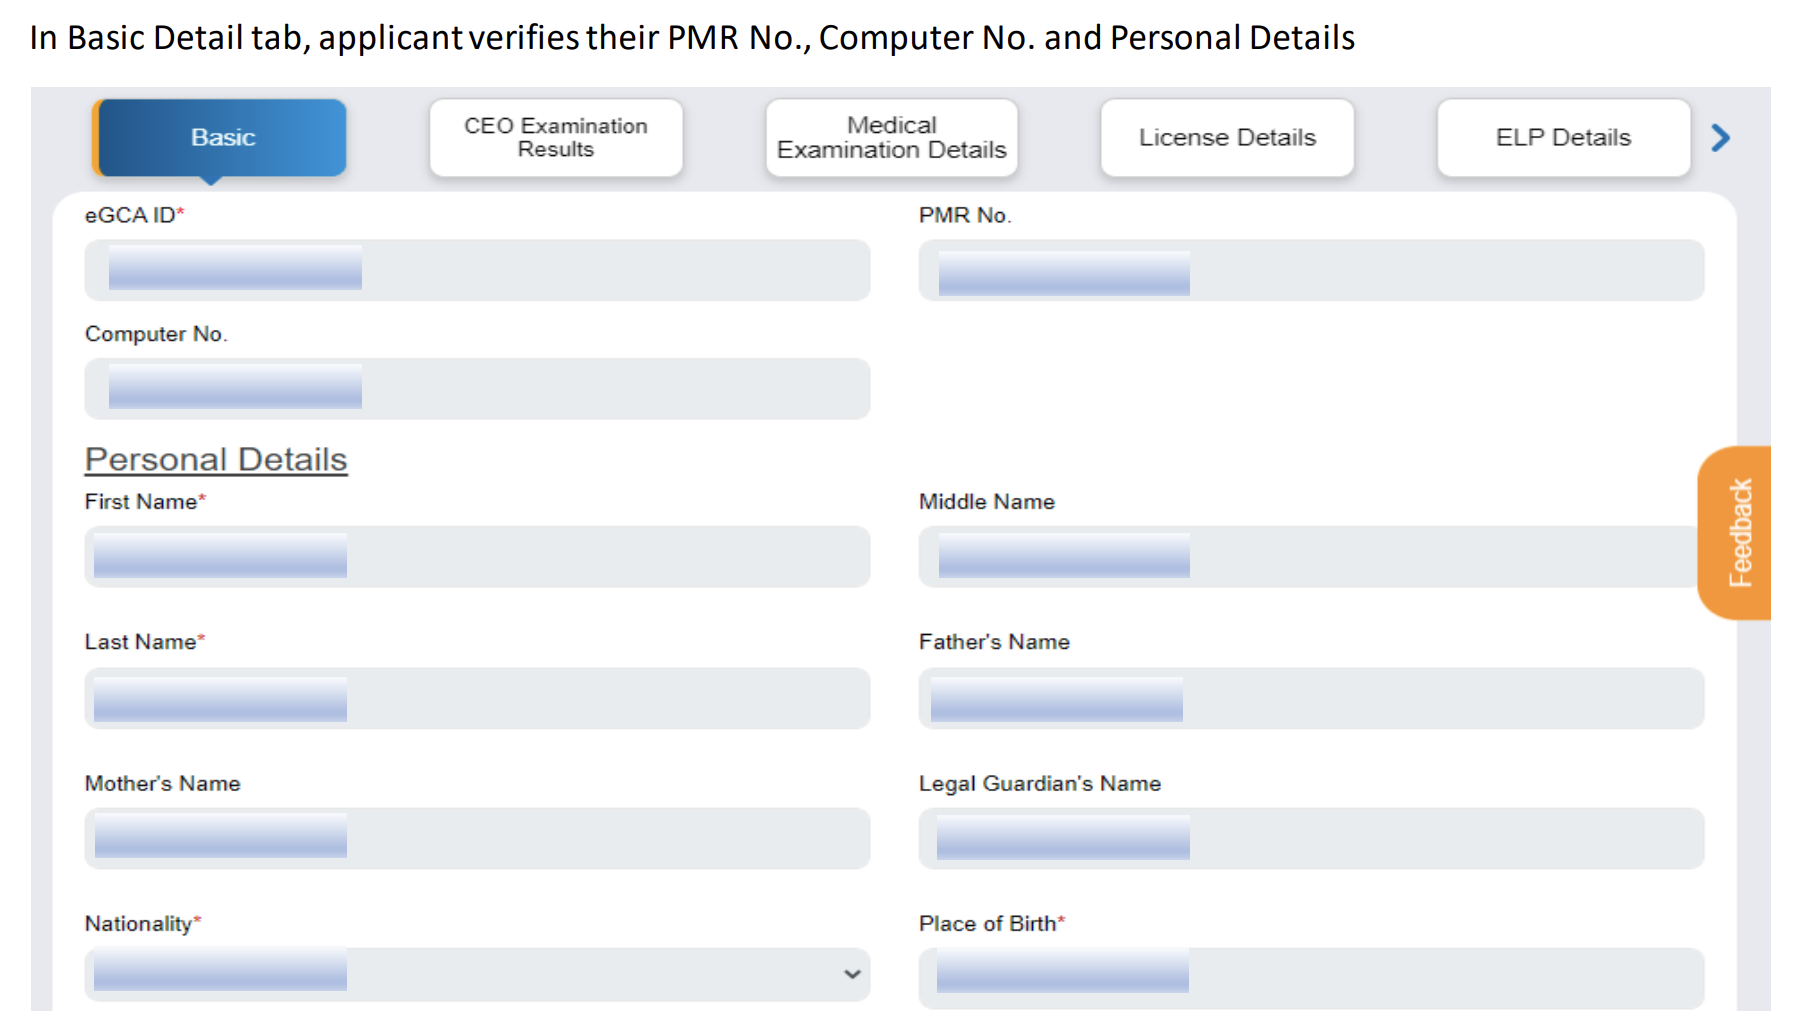 In Basic Detail tab, applicant verifies their PMR No., Computer No. and Personal Details
Basic
CEO Examination
Results
Medical
Examination Details
License Details
ELP Details
eGCA ID*
PMR No.
Computer No.
Personal Details
First Name*
Middle Name
Feedback
Last Name*
Father's Name
Mother's Name
Legal Guardian's Name
Nationality*
Place of Birth*